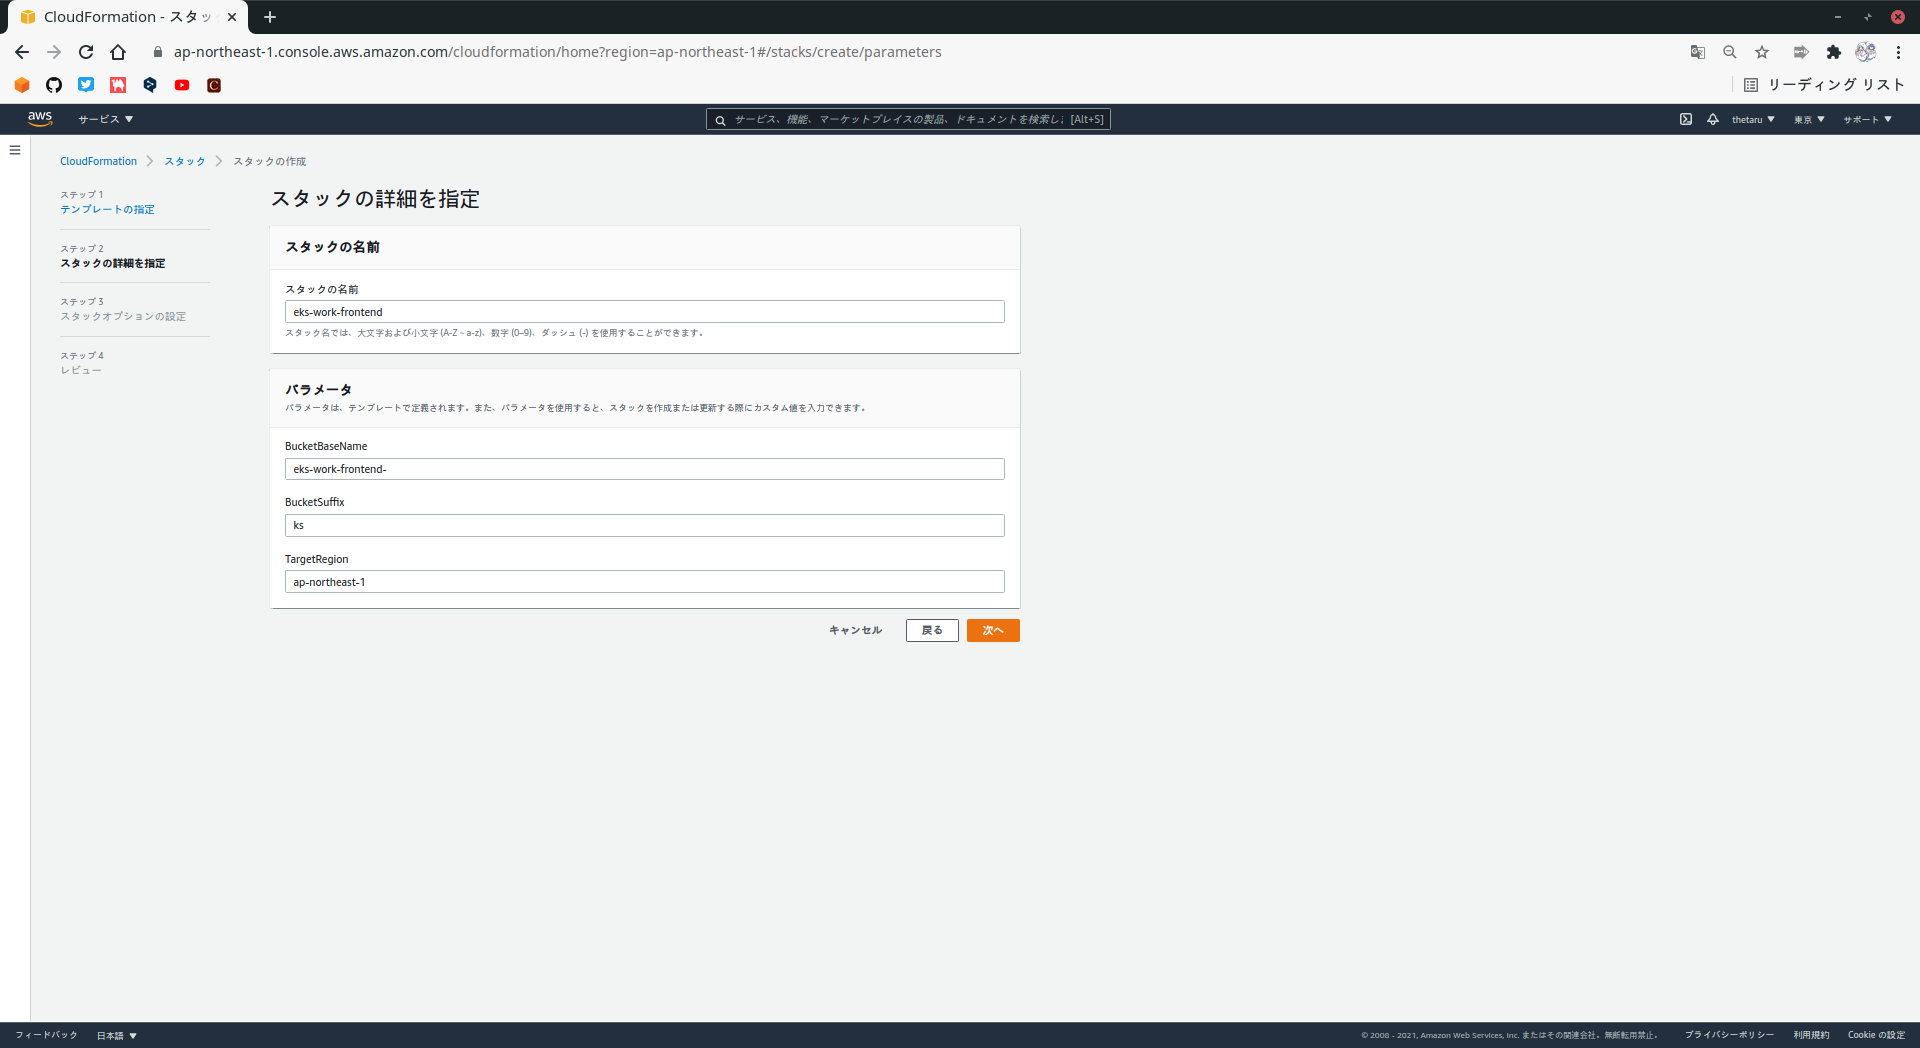 CloudFormation - スタッ
ap-northeast-1.console.aws.amazon.com/cloudformation/home?region=ap-northeast-1#/stacks/create/parameters
リーディング リスト
aws サービス サービス、機能、マーケットプレイスの製品、ドキュメントを検索し [Alt+S] thetaru 東京 サポート
CloudFormation スタック スタックの作成
ステップ 1
テンプレートの指定
ステップ 2
スタックの詳細を指定
ステップ 3
スタックオプションの設定
ステップ 4
レビュー
スタックの詳細を指定
スタックの名前
スタックの名前
eks-work-frontend
スタック名では、大文字および小文字 (A-Z ~ a-z)、数字 (0-9)、ダッシュ (-) を使用することができます。
パラメータ
パラメータは、テンプレートで定義されます。また、パラメータを使用すると、スタックを作成または更新する際にカスタム値を入力できます。
BucketBaseName
eks-work-frontend-
BucketSuffix
ks
TargetRegion
ap-northeast-1
キャンセル 戻る 次へ
フィードバック 日本語 © 2008 - 2021, Amazon Web Services, Inc. またはその関連会社。無断転用禁止。 プライバシーポリシー 利用規約 Cookie の設定